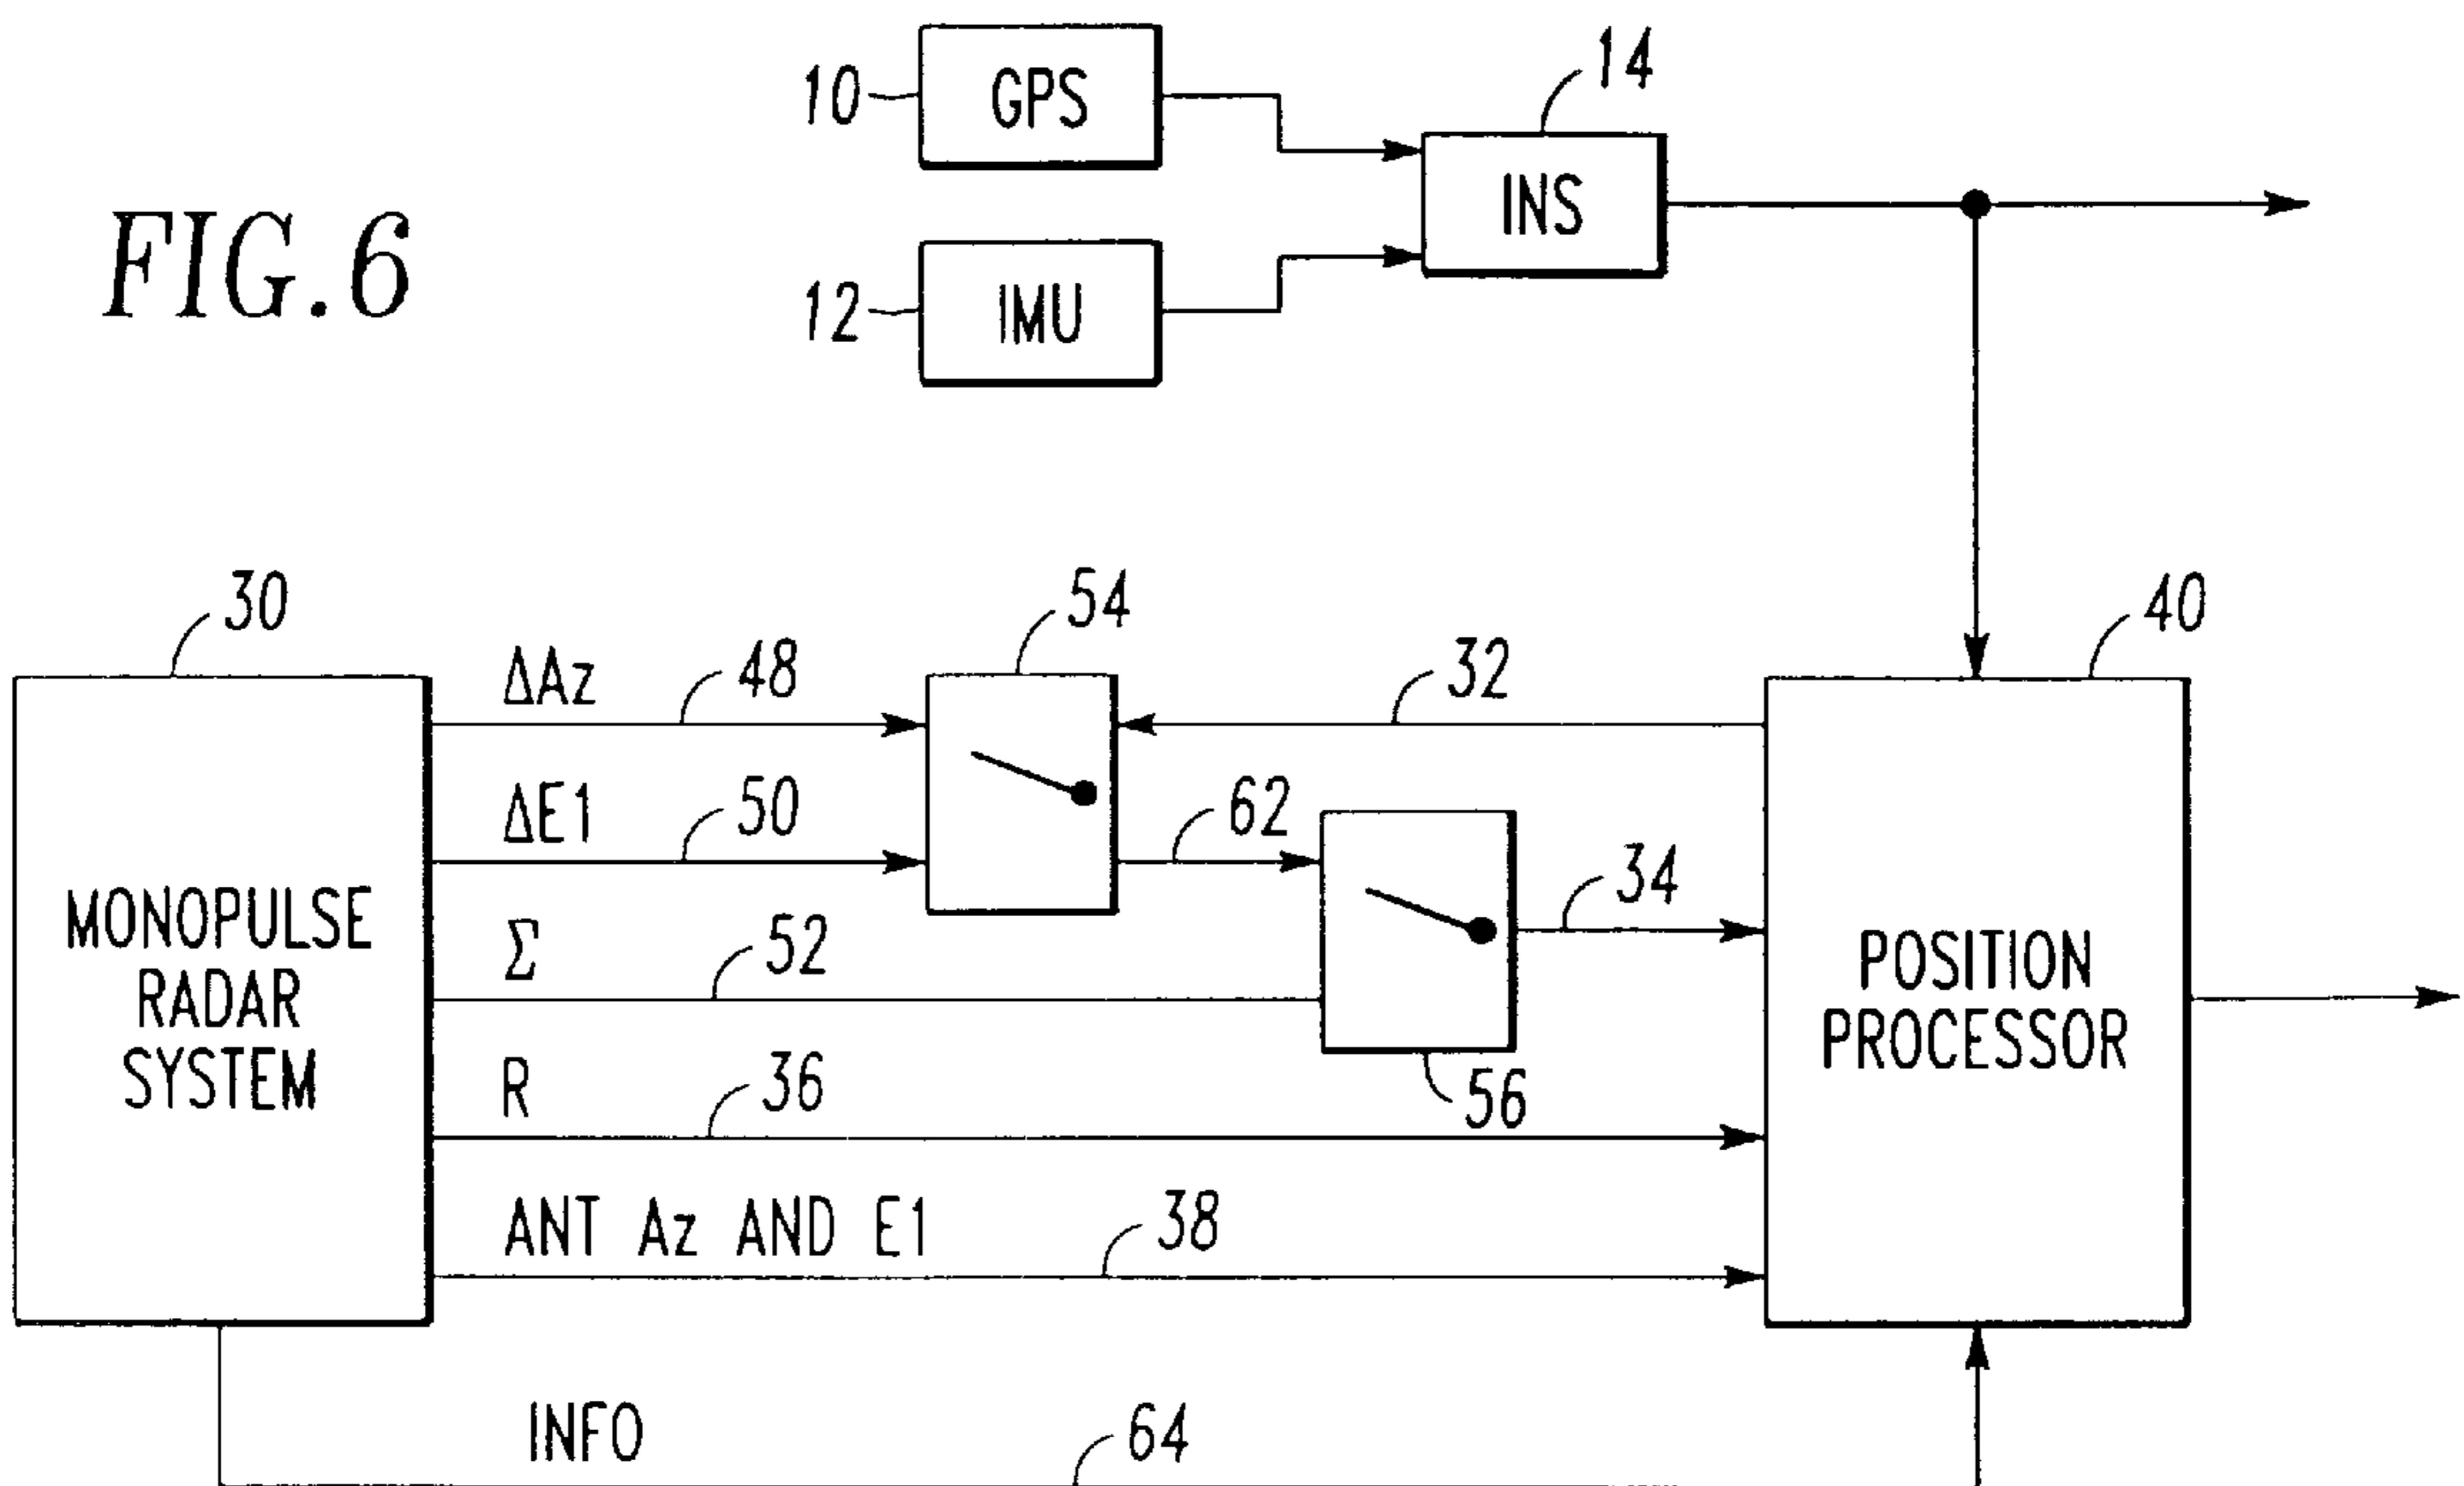 FIG. 6
10
GPS
14
INS
12
IMU
30
54
40
ΔAz
48
32
ΔE1
50
62
34
MONOPULSE
RADAR
SYSTEM
Σ
52
POSITION
PROCESSOR
R
36
56
ANT Az AND E1
38
INFO
64